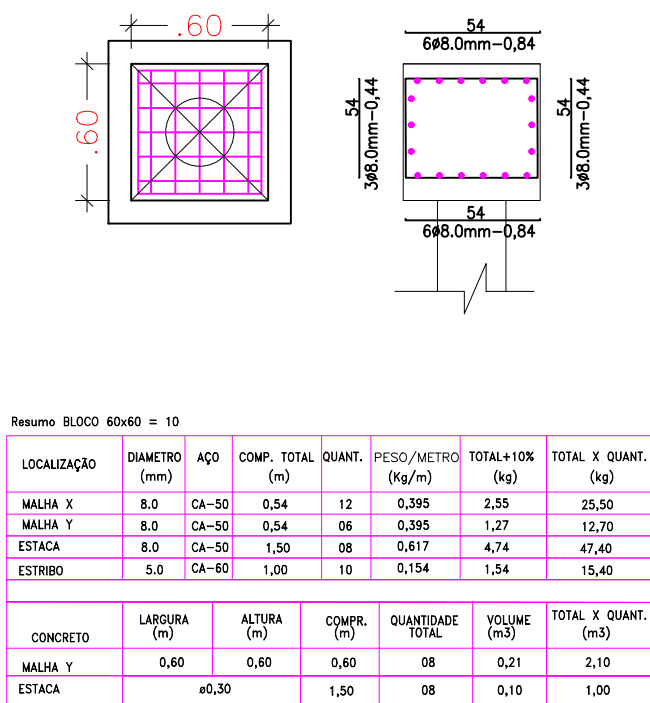 .60
54
6ø8.0mm-0,84
.60
54
3ø8.0mm-0,44
54
3ø8.0mm-0,44
54
6ø8.0mm-0,84
Resumo BLOCO 60x60 = 10
LOCALIZAÇÃO DIAMETRO (mm) AÇO COMP. TOTAL (m) QUANT. PESO/METRO (Kg/m) TOTAL+10% (kg) TOTAL X QUANT. (kg)
MALHA X 8.0 CA-50 0,54 12 0,395 2,55 25,50
MALHA Y 8.0 CA-50 0,54 06 0,395 1,27 12,70
ESTACA 8.0 CA-50 1,50 08 0,617 4,74 47,40
ESTRIBO 5.0 CA-60 1,00 10 0,154 1,54 15,40
CONCRETO LARGURA (m) ALTURA (m) COMPR. (m) QUANTIDADE TOTAL VOLUME (m3) TOTAL X QUANT. (m3)
MALHA Y 0,60 0,60 0,60 08 0,21 2,10
ESTACA ø0,30 1,50 08 0,10 1,00